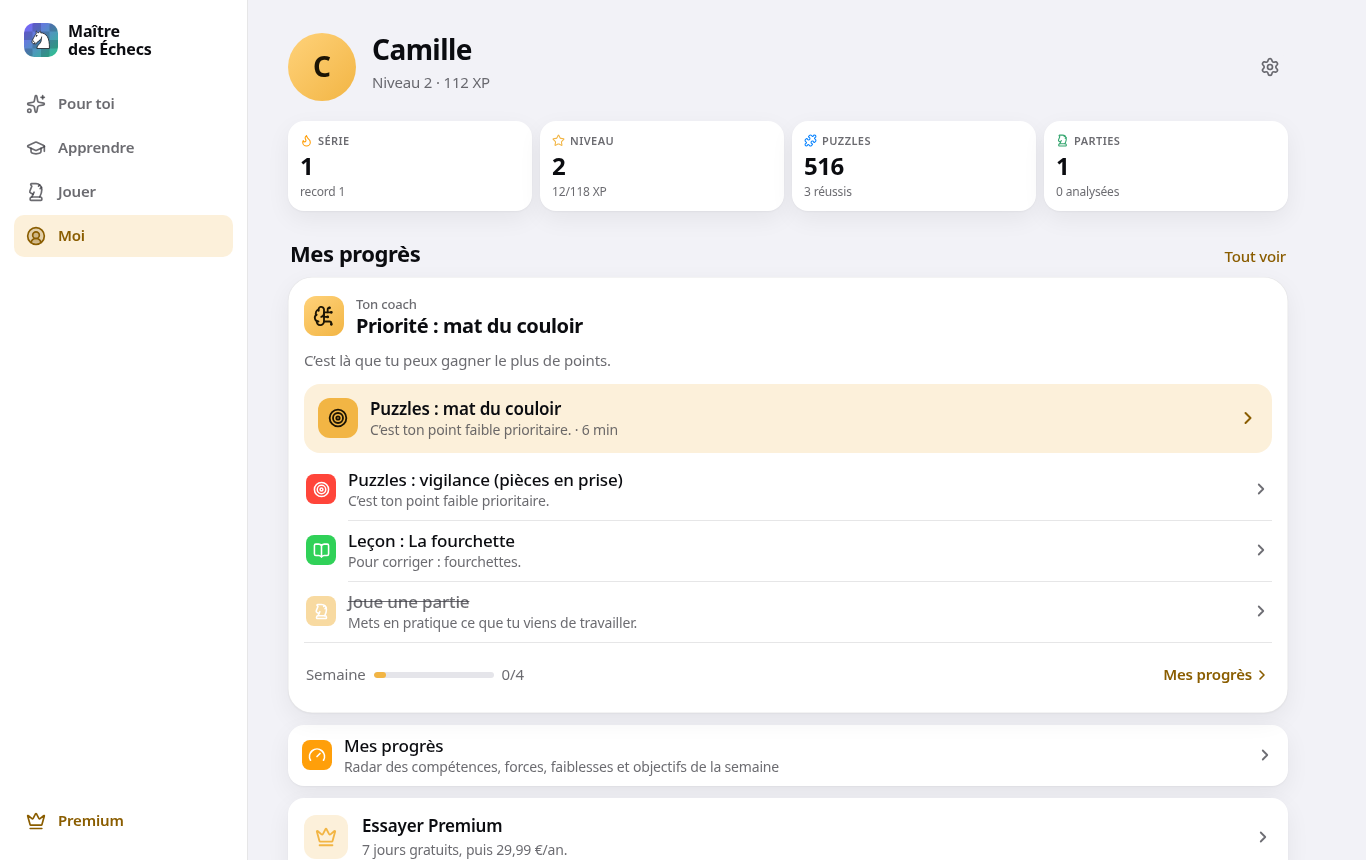 Maître
des Échecs
Pour toi
Apprendre
Jouer
Moi
Premium
C
Camille
Niveau 2 · 112 XP
SÉRIE
1
record 1
NIVEAU
2
12/118 XP
PUZZLES
516
3 réussis
PARTIES
1
0 analysées
Mes progrès
Tout voir
Ton coach
Priorité : mat du couloir
C'est là que tu peux gagner le plus de points.
Puzzles : mat du couloir
C'est ton point faible prioritaire. · 6 min
Puzzles : vigilance (pièces en prise)
C'est ton point faible prioritaire.
Leçon : La fourchette
Pour corriger : fourchettes.
Joue une partie
Mets en pratique ce que tu viens de travailler.
Semaine 0/4
Mes progrès
Mes progrès
Radar des compétences, forces, faiblesses et objectifs de la semaine
Essayer Premium
7 jours gratuits, puis 29,99 €/an.